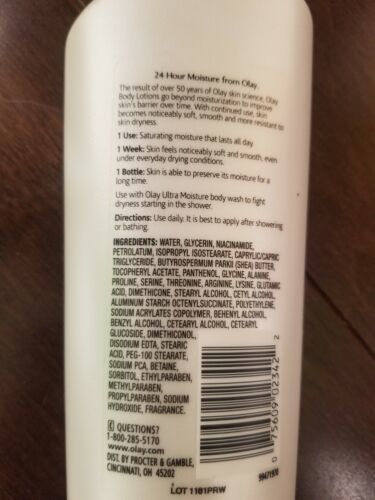 24 Hour Moisture from Olay.
The result of over 50 years of Olay skin science, Olay
Body Lotions go beyond moisturization to improve
skin's barrier over time. With continued use, skin
becomes noticeably soft, smooth and more resistant to
skin dryness.
1 Use: Saturating moisture that lasts all day.
1 Week: Skin feels noticeably soft and smooth, even
under everyday drying conditions.
1 Bottle: Skin is able to preserve its moisture for a
long time.
Use with Olay Ultra Moisture body wash to fight
dryness starting in the shower.
Directions: Use daily. It is best to apply after showering
or bathing.
INGREDIENTS: WATER, GLYCERIN, NIACINAMIDE,
PETROLATUM, ISOPROPYL ISOSTEARATE, CAPRYLIC/CAPRIC
TRIGLYCERIDE, BUTYROSPERMUM PARKII (SHEA) BUTTER,
TOCOPHERYL ACETATE, PANTHENOL, GLYCINE, ALANINE,
PROLINE, SERINE, THREONINE, ARGININE, LYSINE, GLUTAMIC
ACID, DIMETHICONE, STEARYL ALCOHOL, CETYL ALCOHOL,
ALUMINUM STARCH OCTENYLSUCCINATE, POLYETHYLENE,
SODIUM ACRYLATES COPOLYMER, BEHENYL ALCOHOL,
BENZYL ALCOHOL, CETEARYL ALCOHOL, CETEARYL
GLUCOSIDE, DIMETHICONOL,
DISODIUM EDTA, STEARIC
ACID, PEG-100 STEARATE,
SODIUM PCA, BETAINE,
SORBITOL, ETHYLPARABEN,
METHYLPARABEN,
PROPYLPARABEN, SODIUM
HYDROXIDE, FRAGRANCE.
QUESTIONS?
1-800-285-5170
www.olay.com
DIST. BY PROCTER & GAMBLE,
CINCINNATI, OH 45202
0 75609 02342 2
99471970
LOT 1181PRW